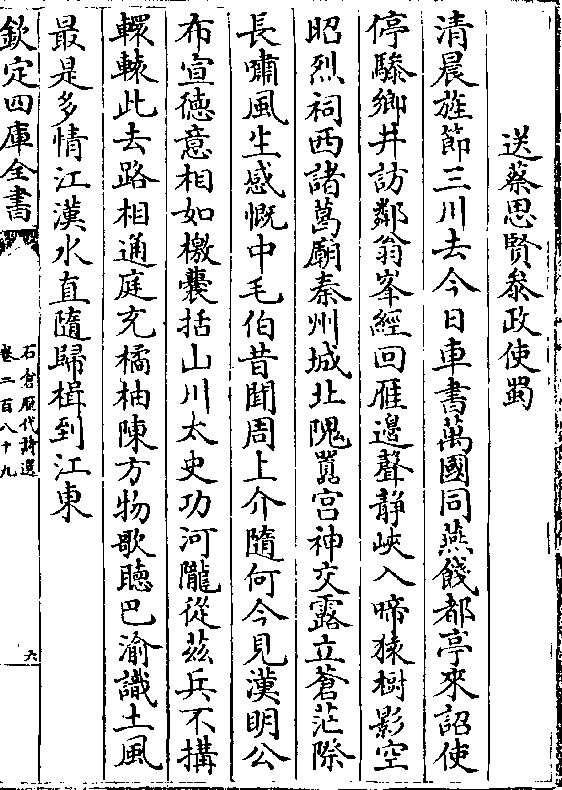 送蔡思賢叅政使蜀
清晨旌節三川去今日車書萬國同燕餞都亭來詔使
停驂鄉井訪鄰翁峯經回雁邊聲靜峽入啼猿樹影空
昭烈祠西諸葛廟秦州城北隗囂宫神交露立蒼茫際
長嘯風生感慨中毛伯昔聞周上介隨何今見漢明公
布宣徳意相如檄囊括山川太史功河隴從兹兵不搆
轘轅此去路相通庭充橘柚陳方物歌聽巴渝識土風
最是多情江漢水直隨歸楫到江東
欽定四庫全書
石倉歴代詩選
卷二百八十九
六